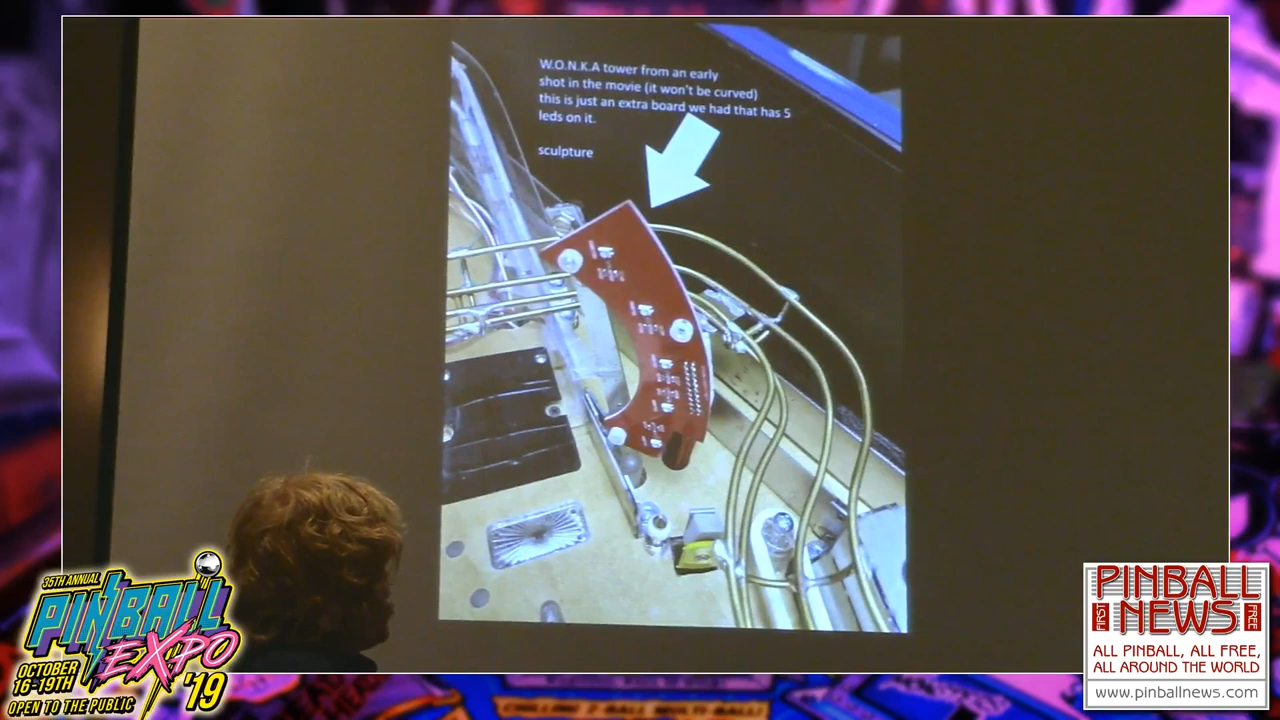 W.O.N.K.A tower from an early
shot in the movie (it won't be curved)
this is just an extra board we had that has 5
leds on it.
sculpture
35TH ANNUAL
PINBALL
EXPO
OCTOBER
16-19TH
'19
OPEN TO THE PUBLIC
PINBALL
FIRST NEWS FREE
ALL PINBALL, ALL FREE,
ALL AROUND THE WORLD
www.pinballnews.com